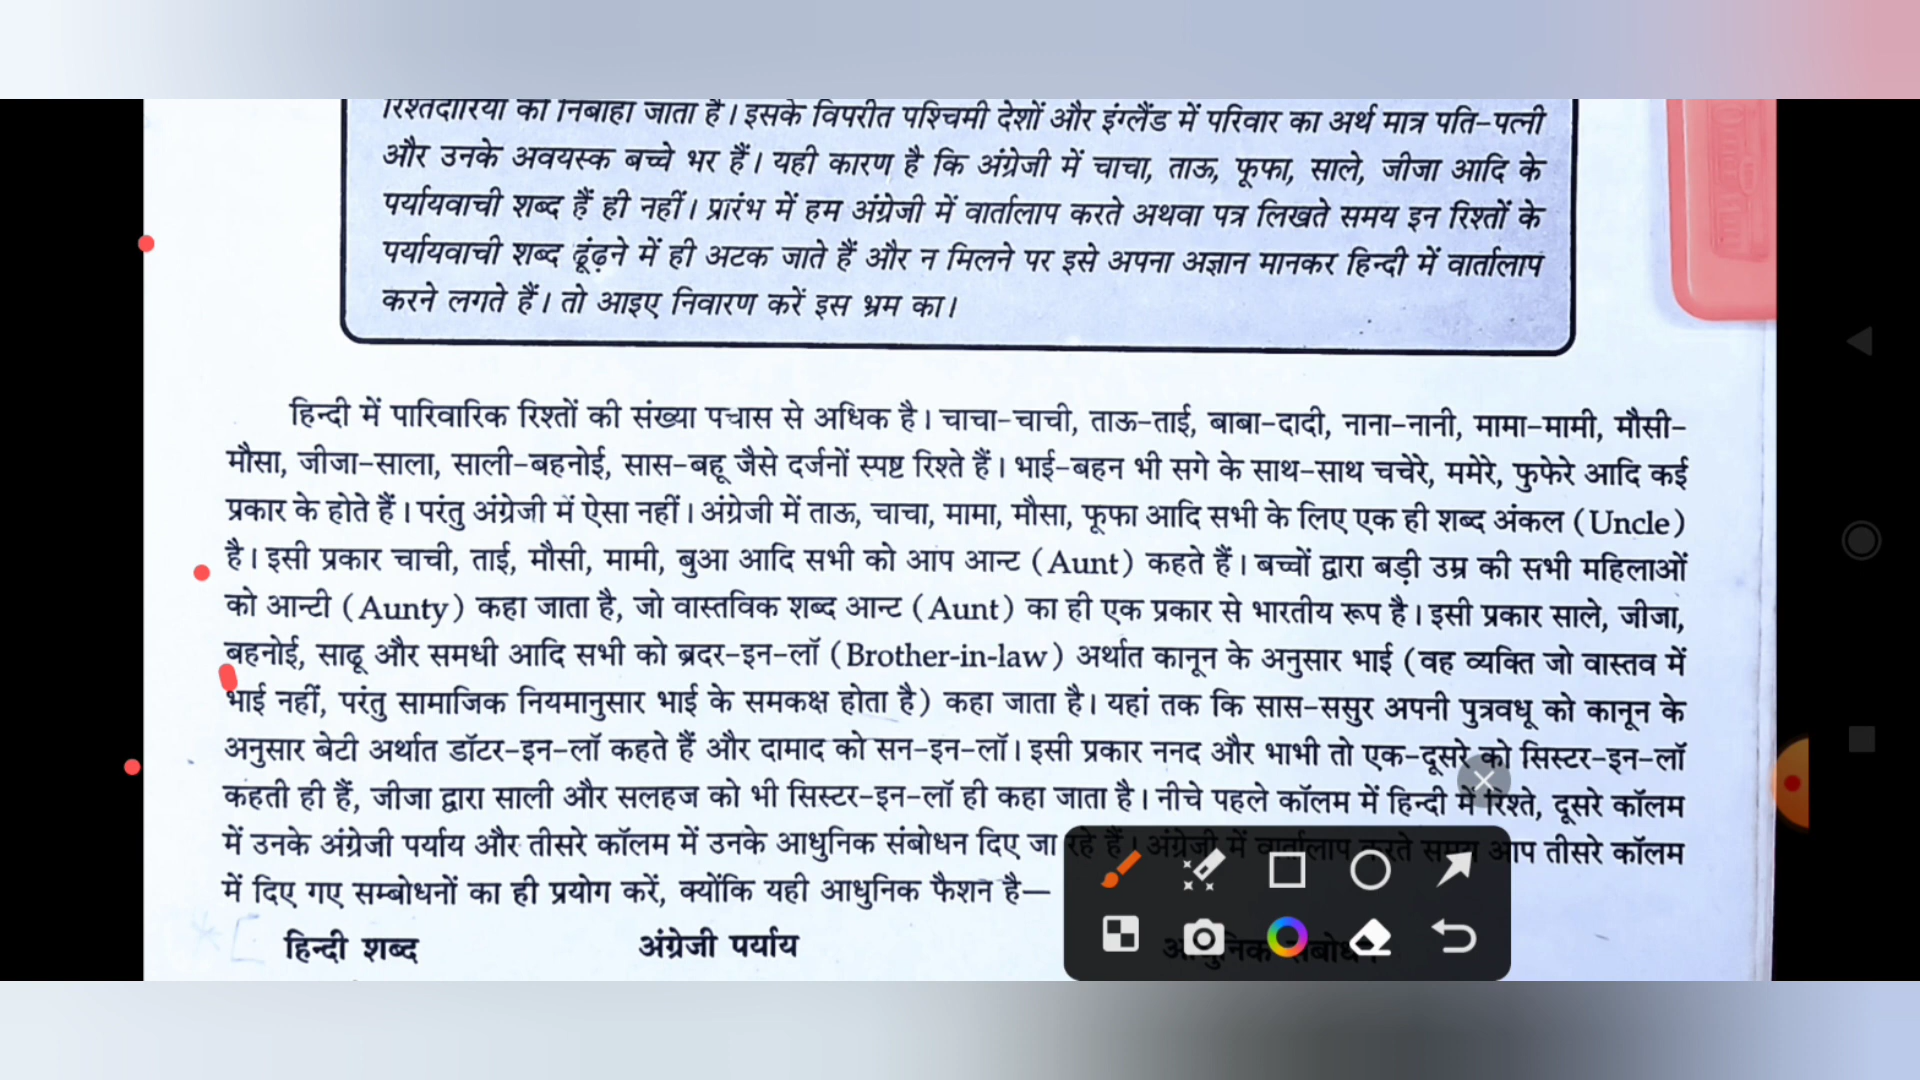 रिश्तेदारियों को निबाहा जाता है। इसके विपरीत पश्चिमी देशों और इंग्लैंड में परिवार का अर्थ मात्र पति-पत्नी
और उनके अवयस्क बच्चे भर हैं। यही कारण है कि अंग्रेजी में चाचा, ताऊ, फूफा, साले, जीजा आदि के
पर्यायवाची शब्द हैं ही नहीं। प्रारंभ में हम अंग्रेजी में वार्तालाप करते अथवा पत्र लिखते समय इन रिश्तों के
पर्यायवाची शब्द ढूंढ़ने में ही अटक जाते हैं और न मिलने पर इसे अपना अज्ञान मानकर हिन्दी में वार्तालाप
करने लगते हैं। तो आइए निवारण करें इस भ्रम का।
हिन्दी में पारिवारिक रिश्तों की संख्या पचास से अधिक है। चाचा-चाची, ताऊ-ताई, बाबा-दादी, नाना-नानी, मामा-मामी, मौसी-
मौसा, जीजा-साला, साली-बहनोई, सास-बहू जैसे दर्जनों स्पष्ट रिश्ते हैं। भाई-बहन भी सगे के साथ-साथ चचेरे, ममेरे, फुफेरे आदि कई
प्रकार के होते हैं। परंतु अंग्रेजी में ऐसा नहीं। अंग्रेजी में ताऊ, चाचा, मामा, मौसा, फूफा आदि सभी के लिए एक ही शब्द अंकल (Uncle)
है। इसी प्रकार चाची, ताई, मौसी, मामी, बुआ आदि सभी को आप आन्ट (Aunt) कहते हैं। बच्चों द्वारा बड़ी उम्र की सभी महिलाओं
को आन्टी (Aunty) कहा जाता है, जो वास्तविक शब्द आन्ट (Aunt) का ही एक प्रकार से भारतीय रूप है। इसी प्रकार साले, जीजा,
बहनोई, साढू और समधी आदि सभी को ब्रदर-इन-लॉ (Brother-in-law) अर्थात कानून के अनुसार भाई (वह व्यक्ति जो वास्तव में
भाई नहीं, परंतु सामाजिक नियमानुसार भाई के समकक्ष होता है) कहा जाता है। यहां तक कि सास-ससुर अपनी पुत्रवधू को कानून के
अनुसार बेटी अर्थात डॉटर-इन-लॉ कहते हैं और दामाद को सन-इन-लॉ। इसी प्रकार ननद और भाभी तो एक-दूसरे को सिस्टर-इन-लॉ
कहती ही हैं, जीजा द्वारा साली और सलहज को भी सिस्टर-इन-लॉ ही कहा जाता है। नीचे पहले कॉलम में हिन्दी में रिश्ते, दूसरे कॉलम
में उनके अंग्रेजी पर्याय और तीसरे कॉलम में उनके आधुनिक संबोधन दिए जा रहे हैं। अंग्रेजी में वार्तालाप करते समय आप तीसरे कॉलम
में दिए गए सम्बोधनों का ही प्रयोग करें, क्योंकि यही आधुनिक फैशन है—
हिन्दी शब्द अंग्रेजी पर्याय आधुनिक संबोधन